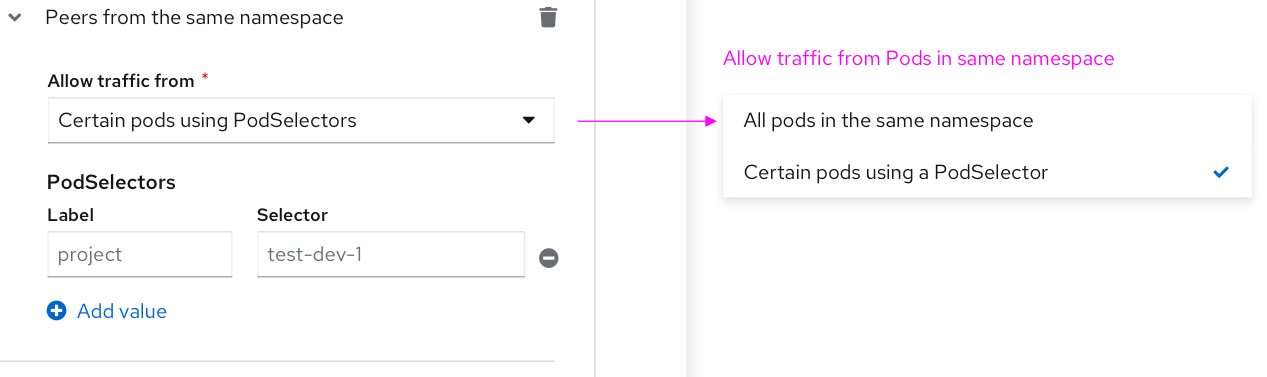 Peers from the same namespace
Allow traffic from *
Certain pods using PodSelectors
PodSelectors
Label
Selector
project
test-dev-1
Add value
Allow traffic from Pods in same namespace
All pods in the same namespace
Certain pods using a PodSelector